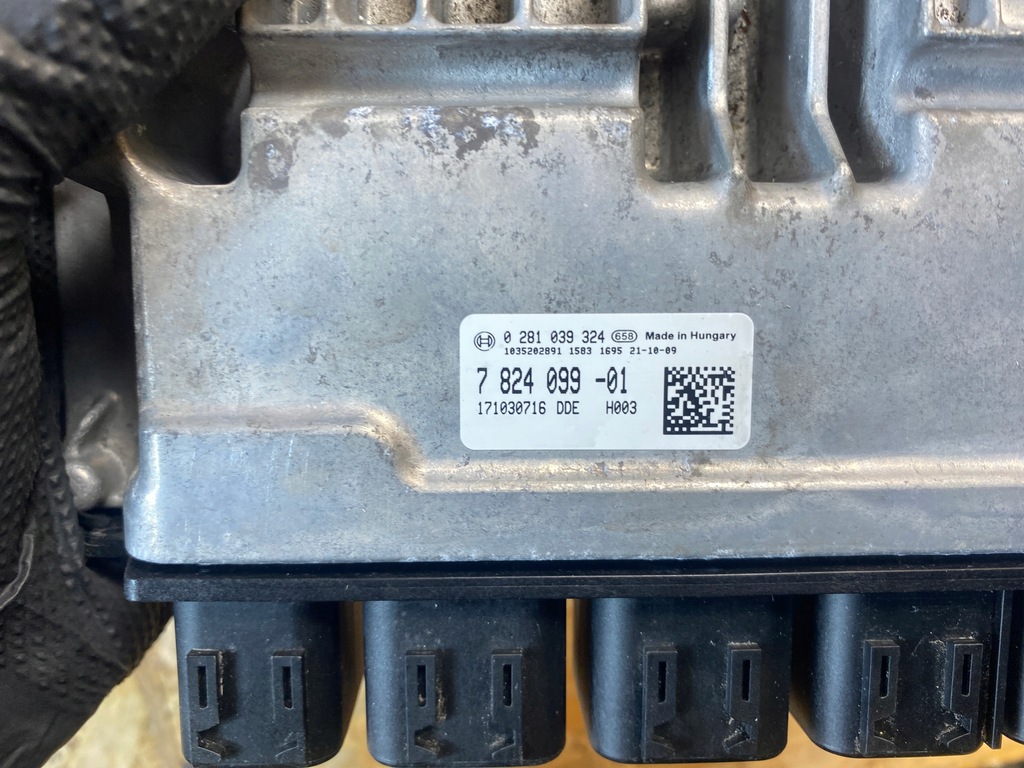 0 281 039 324 658 Made in Hungary
1035202891 1583 1695 21-10-09
7 824 099 -01
171030716 DDE H003